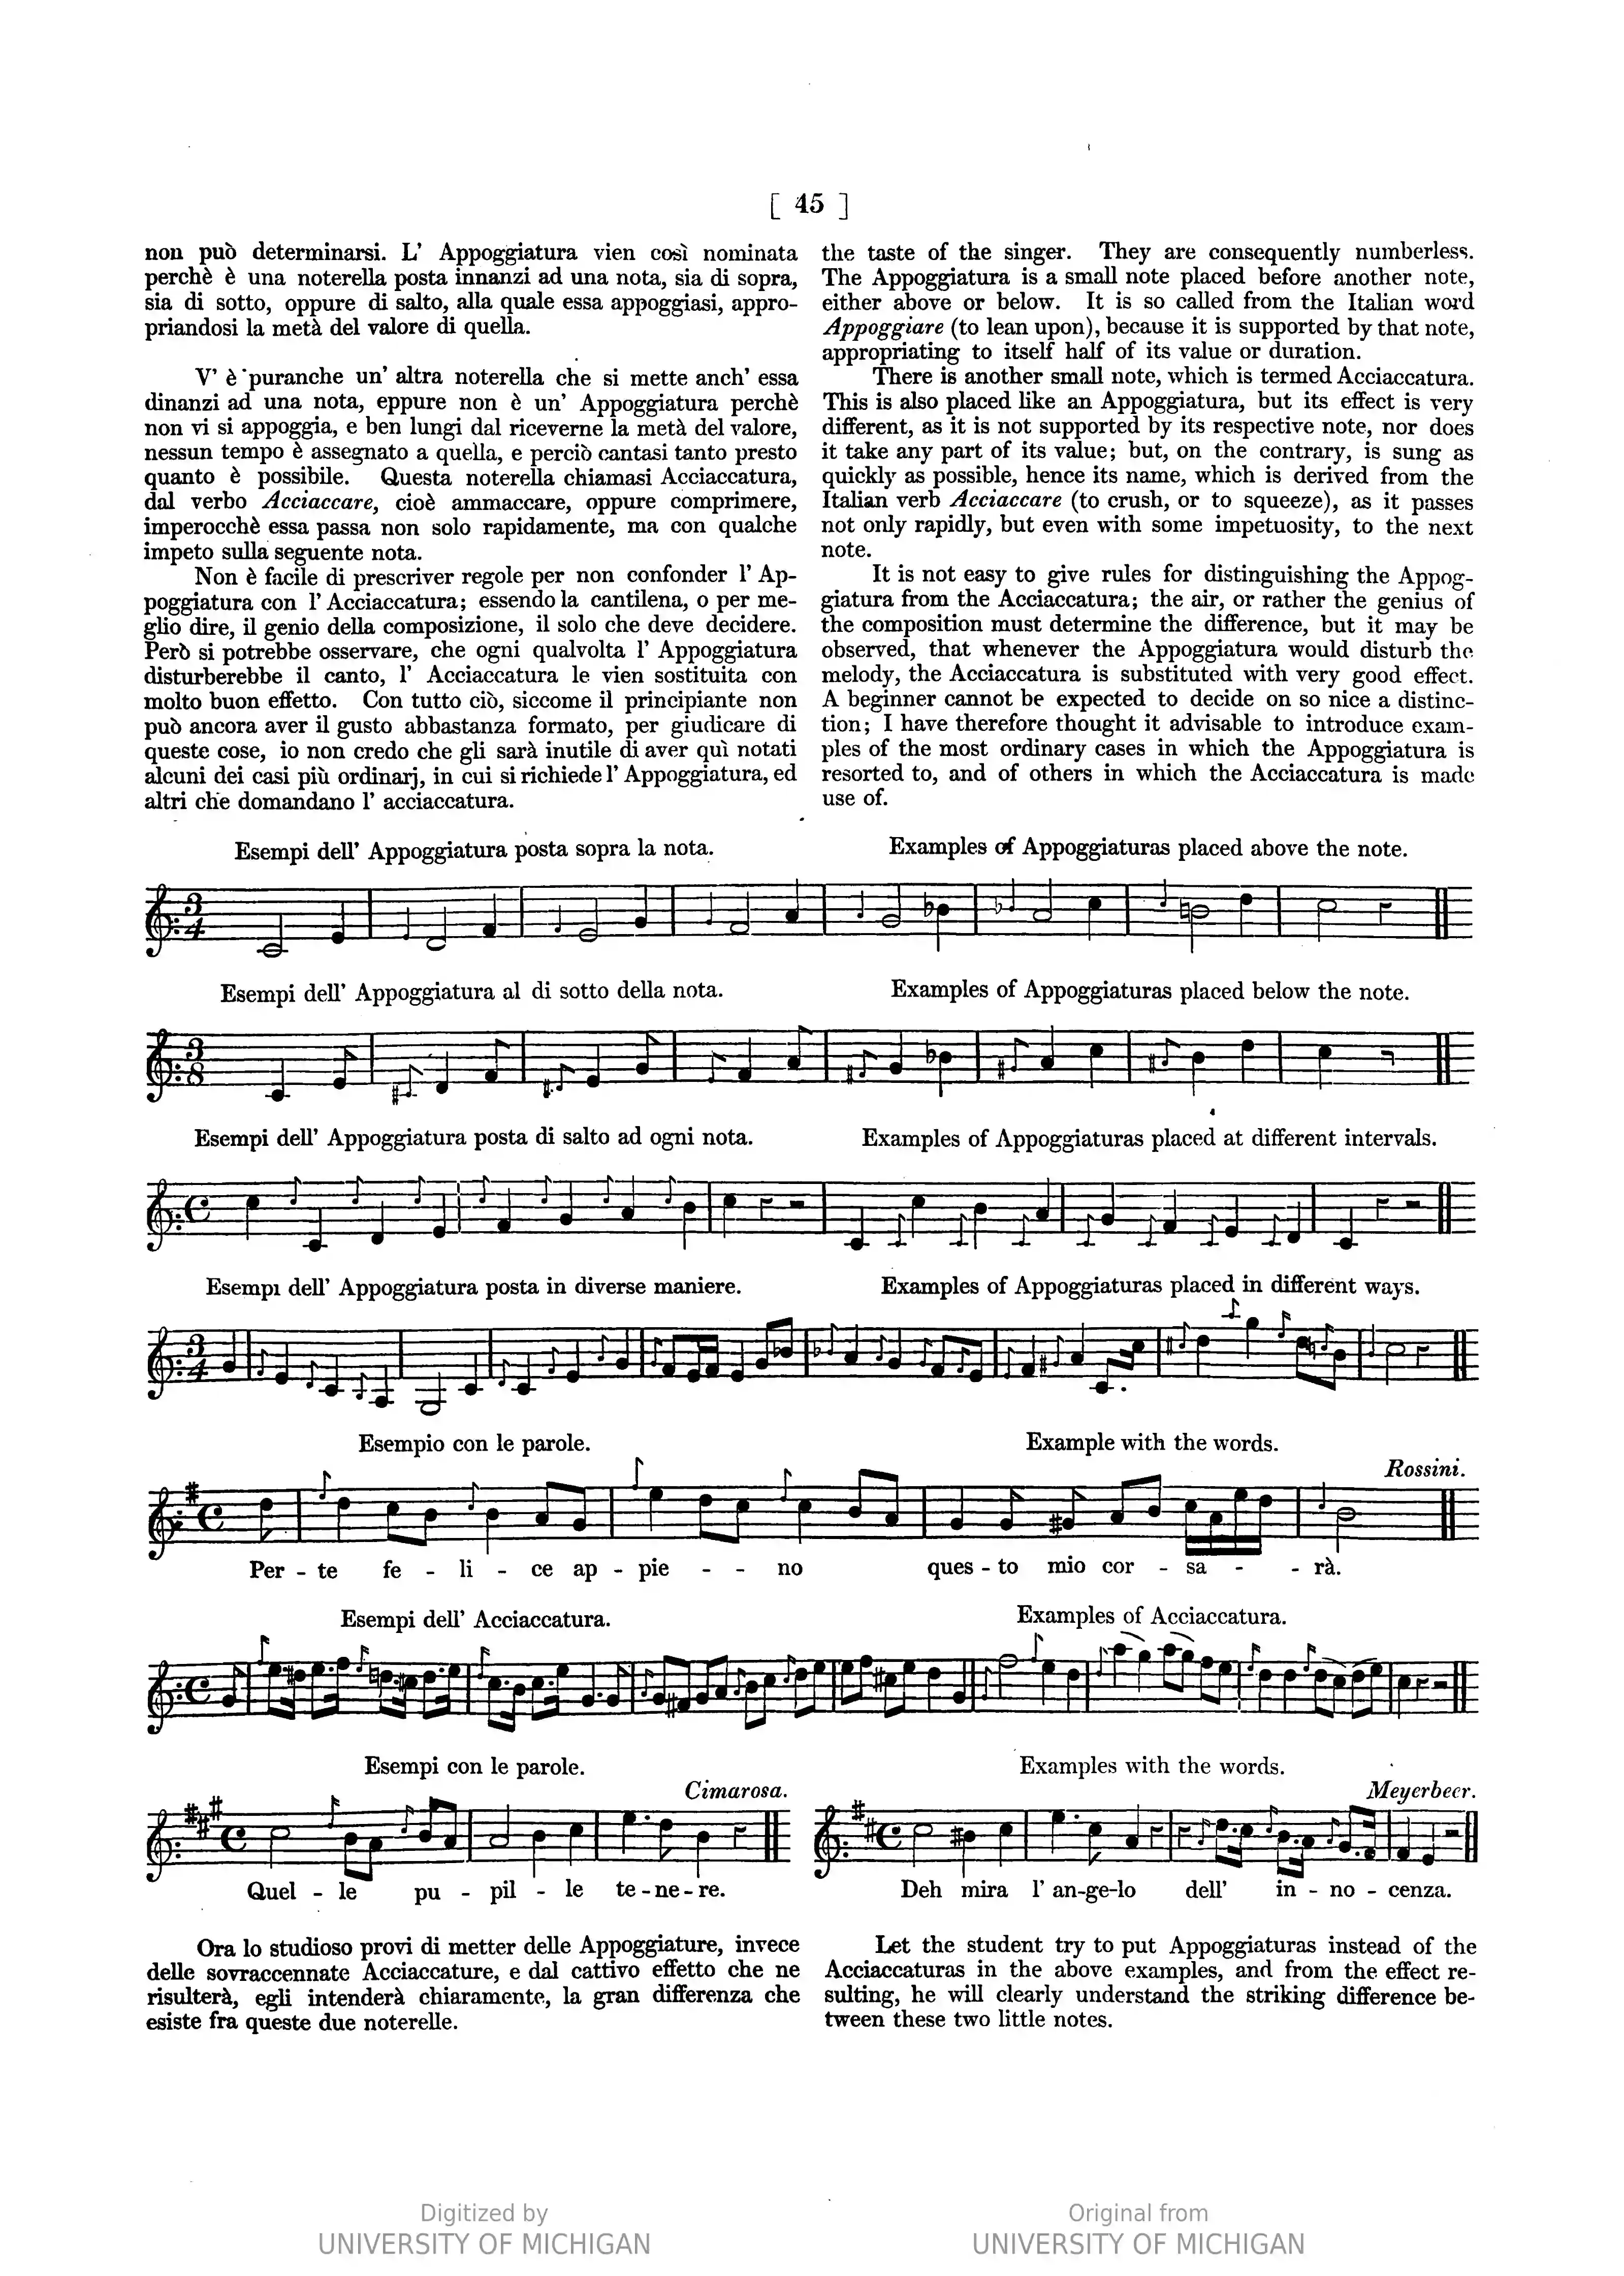 [ 45 ]
non può determinarsi. L' Appoggiatura vien così nominata
perchè è una noterella posta innanzi ad una nota, sia di sopra,
sia di sotto, oppure di salto, alla quale essa appoggiasi, appro-
priandosi la metà del valore di quella.
V' è puranche un' altra noterella che si mette anch' essa
dinanzi ad una nota, eppure non è un' Appoggiatura perchè
non vi si appoggia, e ben lungi dal riceverne la metà del valore,
nessun tempo è assegnato a quella, e perciò cantasi tanto presto
quanto è possibile. Questa noterella chiamasi Acciaccatura,
dal verbo Acciaccare, cioè ammaccare, oppure comprimere,
imperocchè essa passa non solo rapidamente, ma con qualche
impeto sulla seguente nota.
Non è facile di prescriver regole per non confonder l' Ap-
poggiatura con l' Acciaccatura; essendo la cantilena, o per me-
glio dire, il genio della composizione, il solo che deve decidere.
Però si potrebbe osservare, che ogni qualvolta l' Appoggiatura
disturberebbe il canto, l' Acciaccatura le vien sostituita con
molto buon effetto. Con tutto ciò, siccome il principiante non
può ancora aver il gusto abbastanza formato, per giudicare di
queste cose, io non credo che gli sarà inutile di aver quì notati
alcuni dei casi più ordinarj, in cui si richiede l' Appoggiatura, ed
altri che domandano l' acciaccatura.
the taste of the singer. They are consequently numberless.
The Appoggiatura is a small note placed before another note,
either above or below. It is so called from the Italian word
Appoggiare (to lean upon), because it is supported by that note,
appropriating to itself half of its value or duration.
There is another small note, which is termed Acciaccatura.
This is also placed like an Appoggiatura, but its effect is very
different, as it is not supported by its respective note, nor does
it take any part of its value; but, on the contrary, is sung as
quickly as possible, hence its name, which is derived from the
Italian verb Acciaccare (to crush, or to squeeze), as it passes
not only rapidly, but even with some impetuosity, to the next
note.
It is not easy to give rules for distinguishing the Appog-
giatura from the Acciaccatura; the air, or rather the genius of
the composition must determine the difference, but it may be
observed, that whenever the Appoggiatura would disturb the
melody, the Acciaccatura is substituted with very good effect.
A beginner cannot be expected to decide on so nice a distinc-
tion; I have therefore thought it advisable to introduce exam-
ples of the most ordinary cases in which the Appoggiatura is
resorted to, and of others in which the Acciaccatura is made
use of.
Esempi dell' Appoggiatura posta sopra la nota.
Examples of Appoggiaturas placed above the note.
3
4
Esempi dell' Appoggiatura al di sotto della nota.
Examples of Appoggiaturas placed below the note.
3
8
Esempi dell' Appoggiatura posta di salto ad ogni nota.
Examples of Appoggiaturas placed at different intervals.
Esempi dell' Appoggiatura posta in diverse maniere.
Examples of Appoggiaturas placed in different ways.
3
4
Esempio con le parole.
Example with the words.
Rossini.
Per - te fe - li - ce ap - pie - - no ques - to mio cor - sa - - rà.
Esempi dell' Acciaccatura.
Examples of Acciaccatura.
Esempi con le parole.
Examples with the words.
Cimarosa.
Meyerbeer.
Quel - le pu - pil - le te - ne - re.
Deh mira l' an-ge-lo dell' in - no - cenza.
Ora lo studioso provi di metter delle Appoggiature, invece
delle sovraccennate Acciaccature, e dal cattivo effetto che ne
risulterà, egli intenderà chiaramente, la gran differenza che
esiste fra queste due noterelle.
Let the student try to put Appoggiaturas instead of the
Acciaccaturas in the above examples, and from the effect re-
sulting, he will clearly understand the striking difference be-
tween these two little notes.
Digitized by
UNIVERSITY OF MICHIGAN
Original from
UNIVERSITY OF MICHIGAN